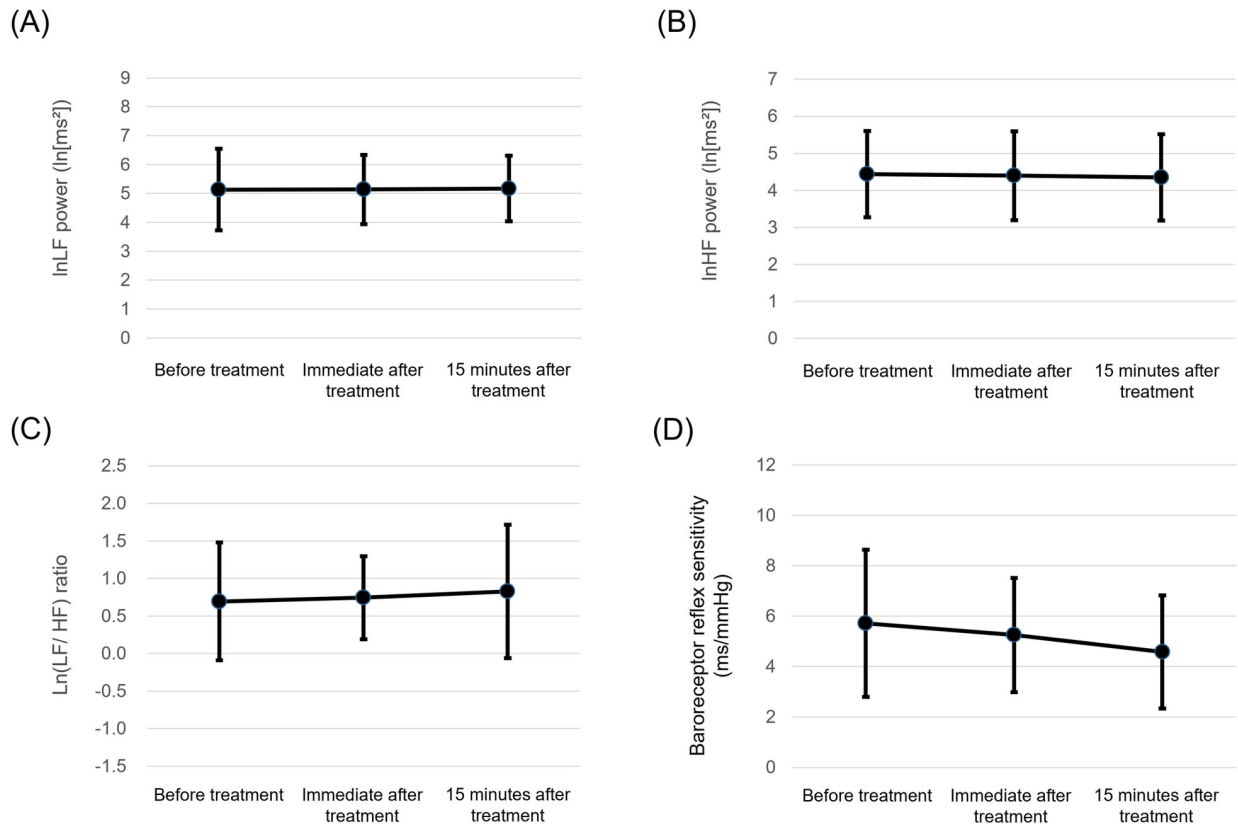 (A)
lnLF power (ln[ms²])
9
8
7
6
5
4
3
2
1
0
Before treatment
Immediate after
treatment
15 minutes after
treatment
(B)
lnHF power (ln[ms²])
7
6
5
4
3
2
1
0
Before treatment
Immediate after
treatment
15 minutes after
treatment
(C)
Ln(LF/ HF) ratio
2.5
2.0
1.5
1.0
0.5
0.0
-0.5
-1.0
-1.5
Before treatment
Immediate after
treatment
15 minutes after
treatment
(D)
Baroreceptor reflex sensitivity
(ms/mmHg)
12
10
8
6
4
2
0
Before treatment
Immediate after
treatment
15 minutes after
treatment